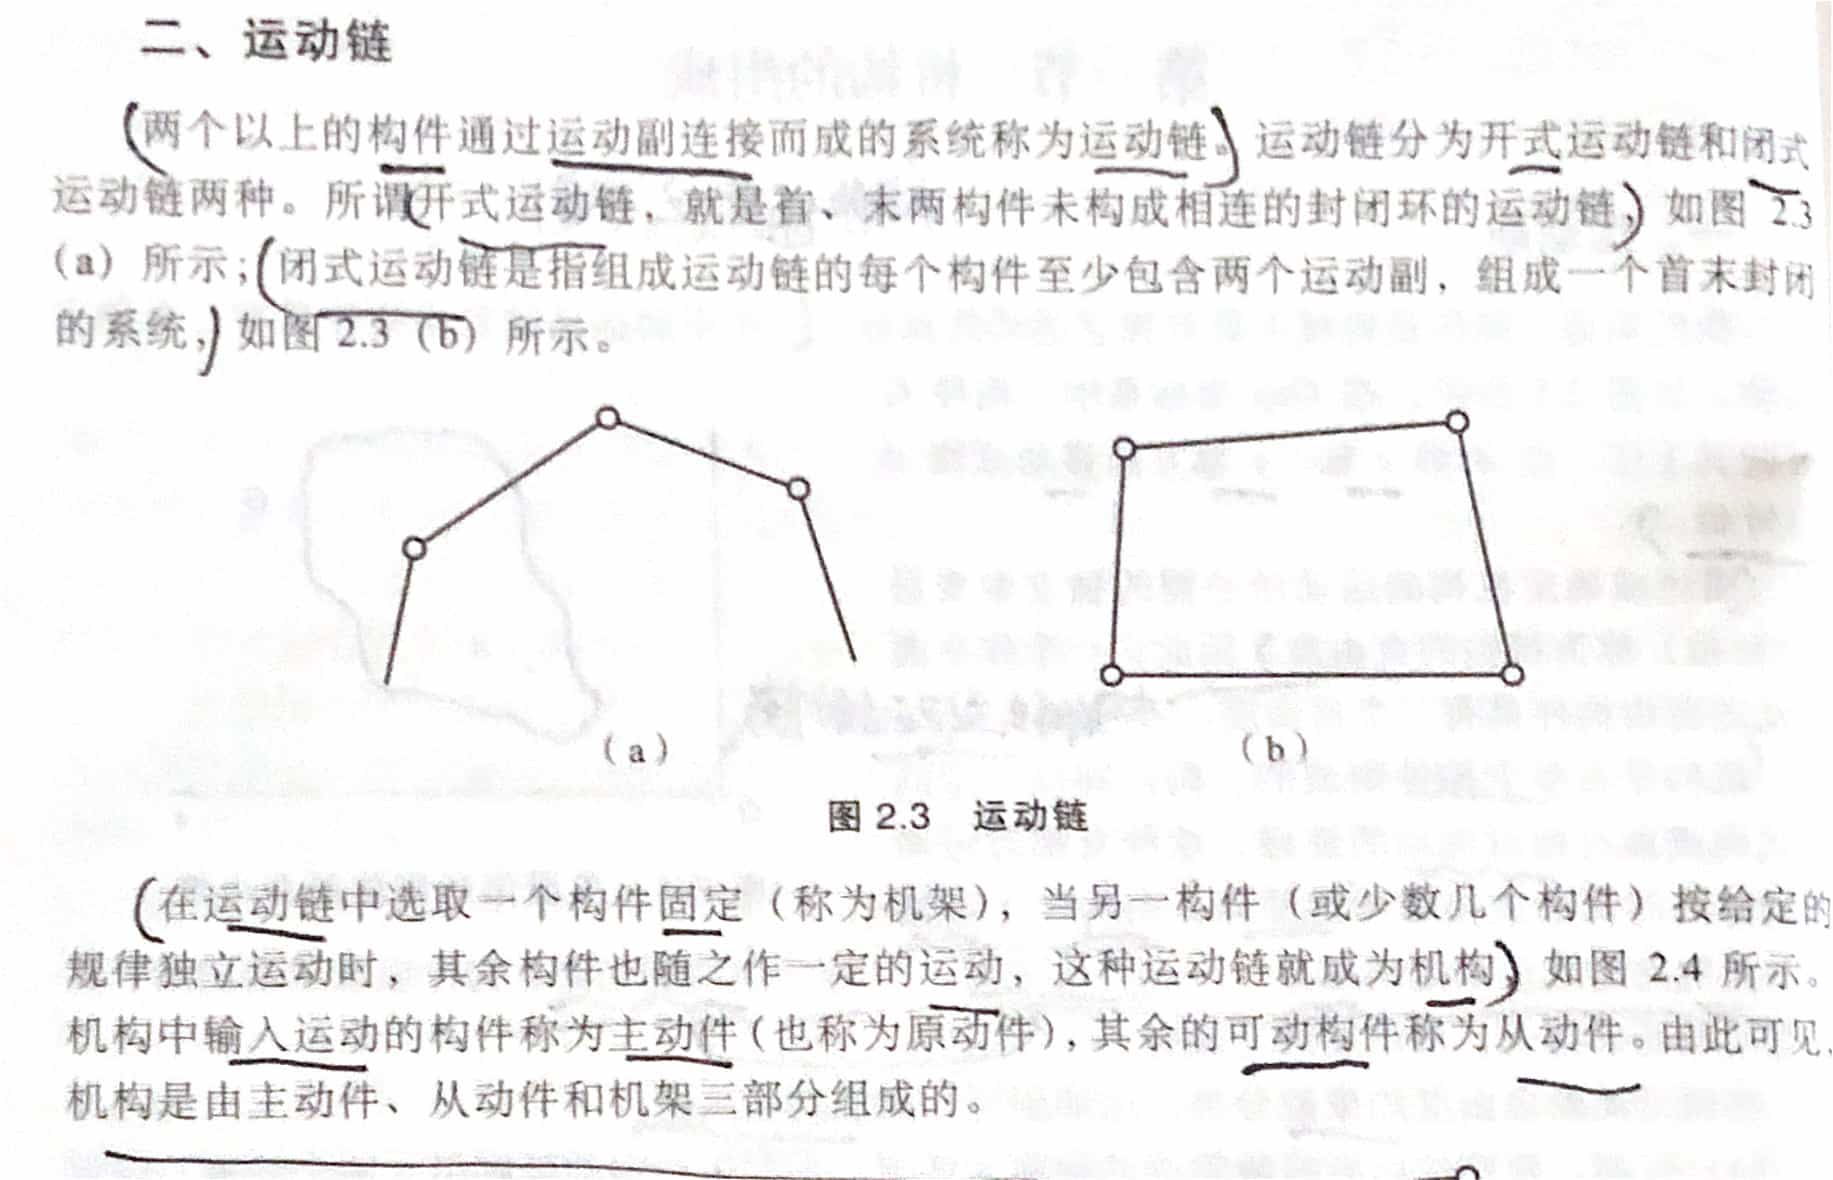 二、运动链
两个以上的构件通过运动副连接而成的系统称为运动链。运动链分为开式运动链和闭式
运动链两种。所谓开式运动链，就是首、末两构件未构成相连的封闭环的运动链，如图 2.3
(a) 所示；闭式运动链是指组成运动链的每个构件至少包含两个运动副，组成一个首末封闭
的系统，如图 2.3 (b) 所示。
(a)
(b)
图 2.3 运动链
在运动链中选取一个构件固定（称为机架），当另一构件（或少数几个构件）按给定的
规律独立运动时，其余构件也随之作一定的运动，这种运动链就成为机构，如图 2.4 所示。
机构中输入运动的构件称为主动件（也称为原动件），其余的可动构件称为从动件。由此可见，
机构是由主动件、从动件和机架三部分组成的。